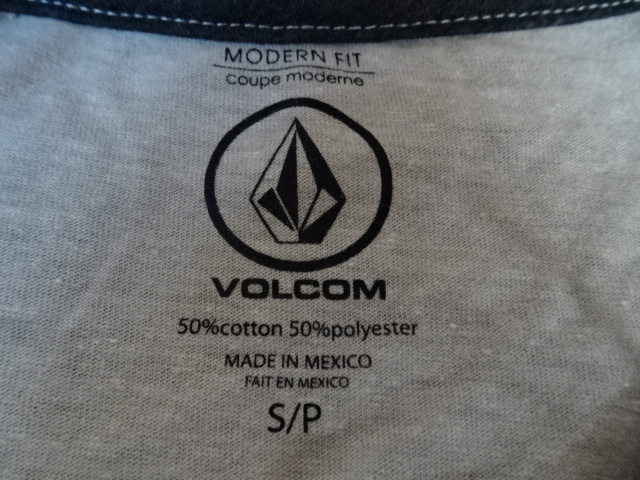 MODERN FIT
coupe moderne
VOLCOM
50%cotton 50%polyester
MADE IN MEXICO
FAIT EN MEXICO
S/P